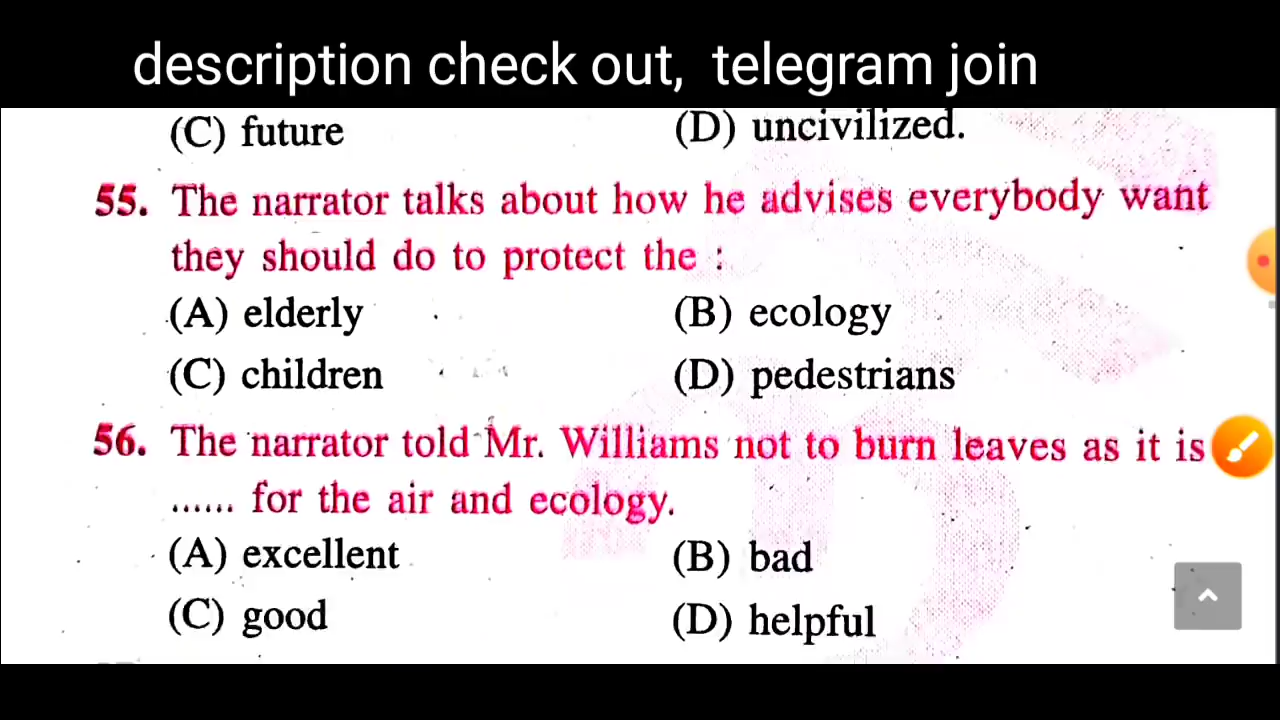 description check out, telegram join
(C) future (D) uncivilized.
55. The narrator talks about how he advises everybody want
they should do to protect the :
(A) elderly (B) ecology
(C) children (D) pedestrians
56. The narrator told Mr. Williams not to burn leaves as it is
...... for the air and ecology.
(A) excellent (B) bad
(C) good (D) helpful